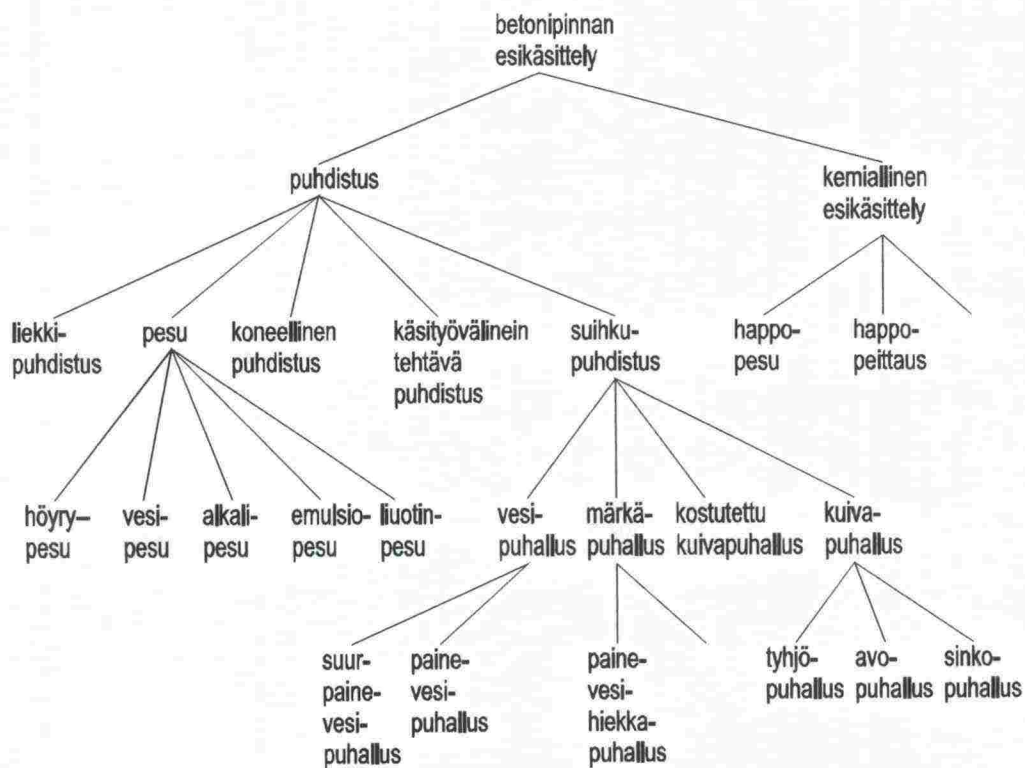 betonipinnan
esikäsittely
puhdistus
kemiallinen
esikäsittely
liekki-
puhdistus
pesu
koneellinen
puhdistus
käsityövälinein
tehtävä
puhdistus
suihku-
puhdistus
happo-
pesu
happo-
peittaus
höyry–
pesu
vesi-
pesu
alkali-
pesu
emulsio-
pesu
liuotin-
pesu
vesi-
puhallus
märkä-
puhallus
kostutettu
kuivapuhallus
kuiva-
puhallus
suur-
paine-
vesi-
puhallus
paine-
vesi-
puhallus
paine-
vesi-
hiekka-
puhallus
tyhjö-
puhallus
avo-
puhallus
sinko-
puhallus